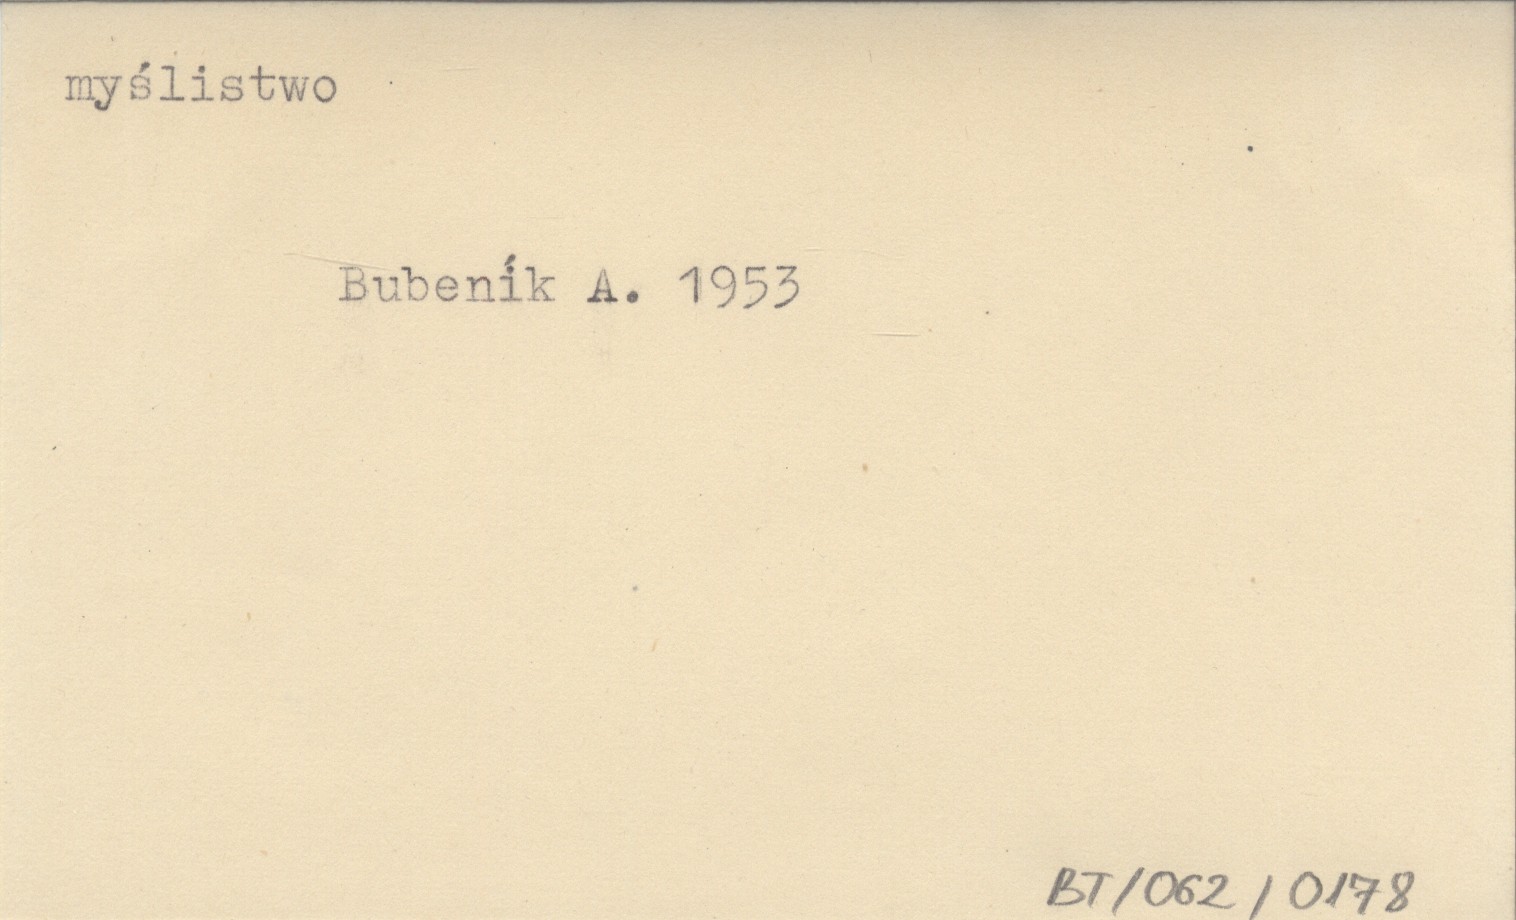 myślistwo
Bubeník A. 1953
BT/062/0178